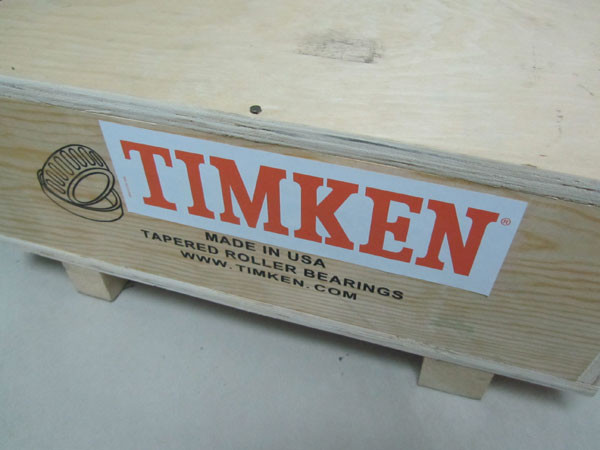 TIMKEN®
MADE IN USA
TAPERED ROLLER BEARINGS
WWW.TIMKEN.COM